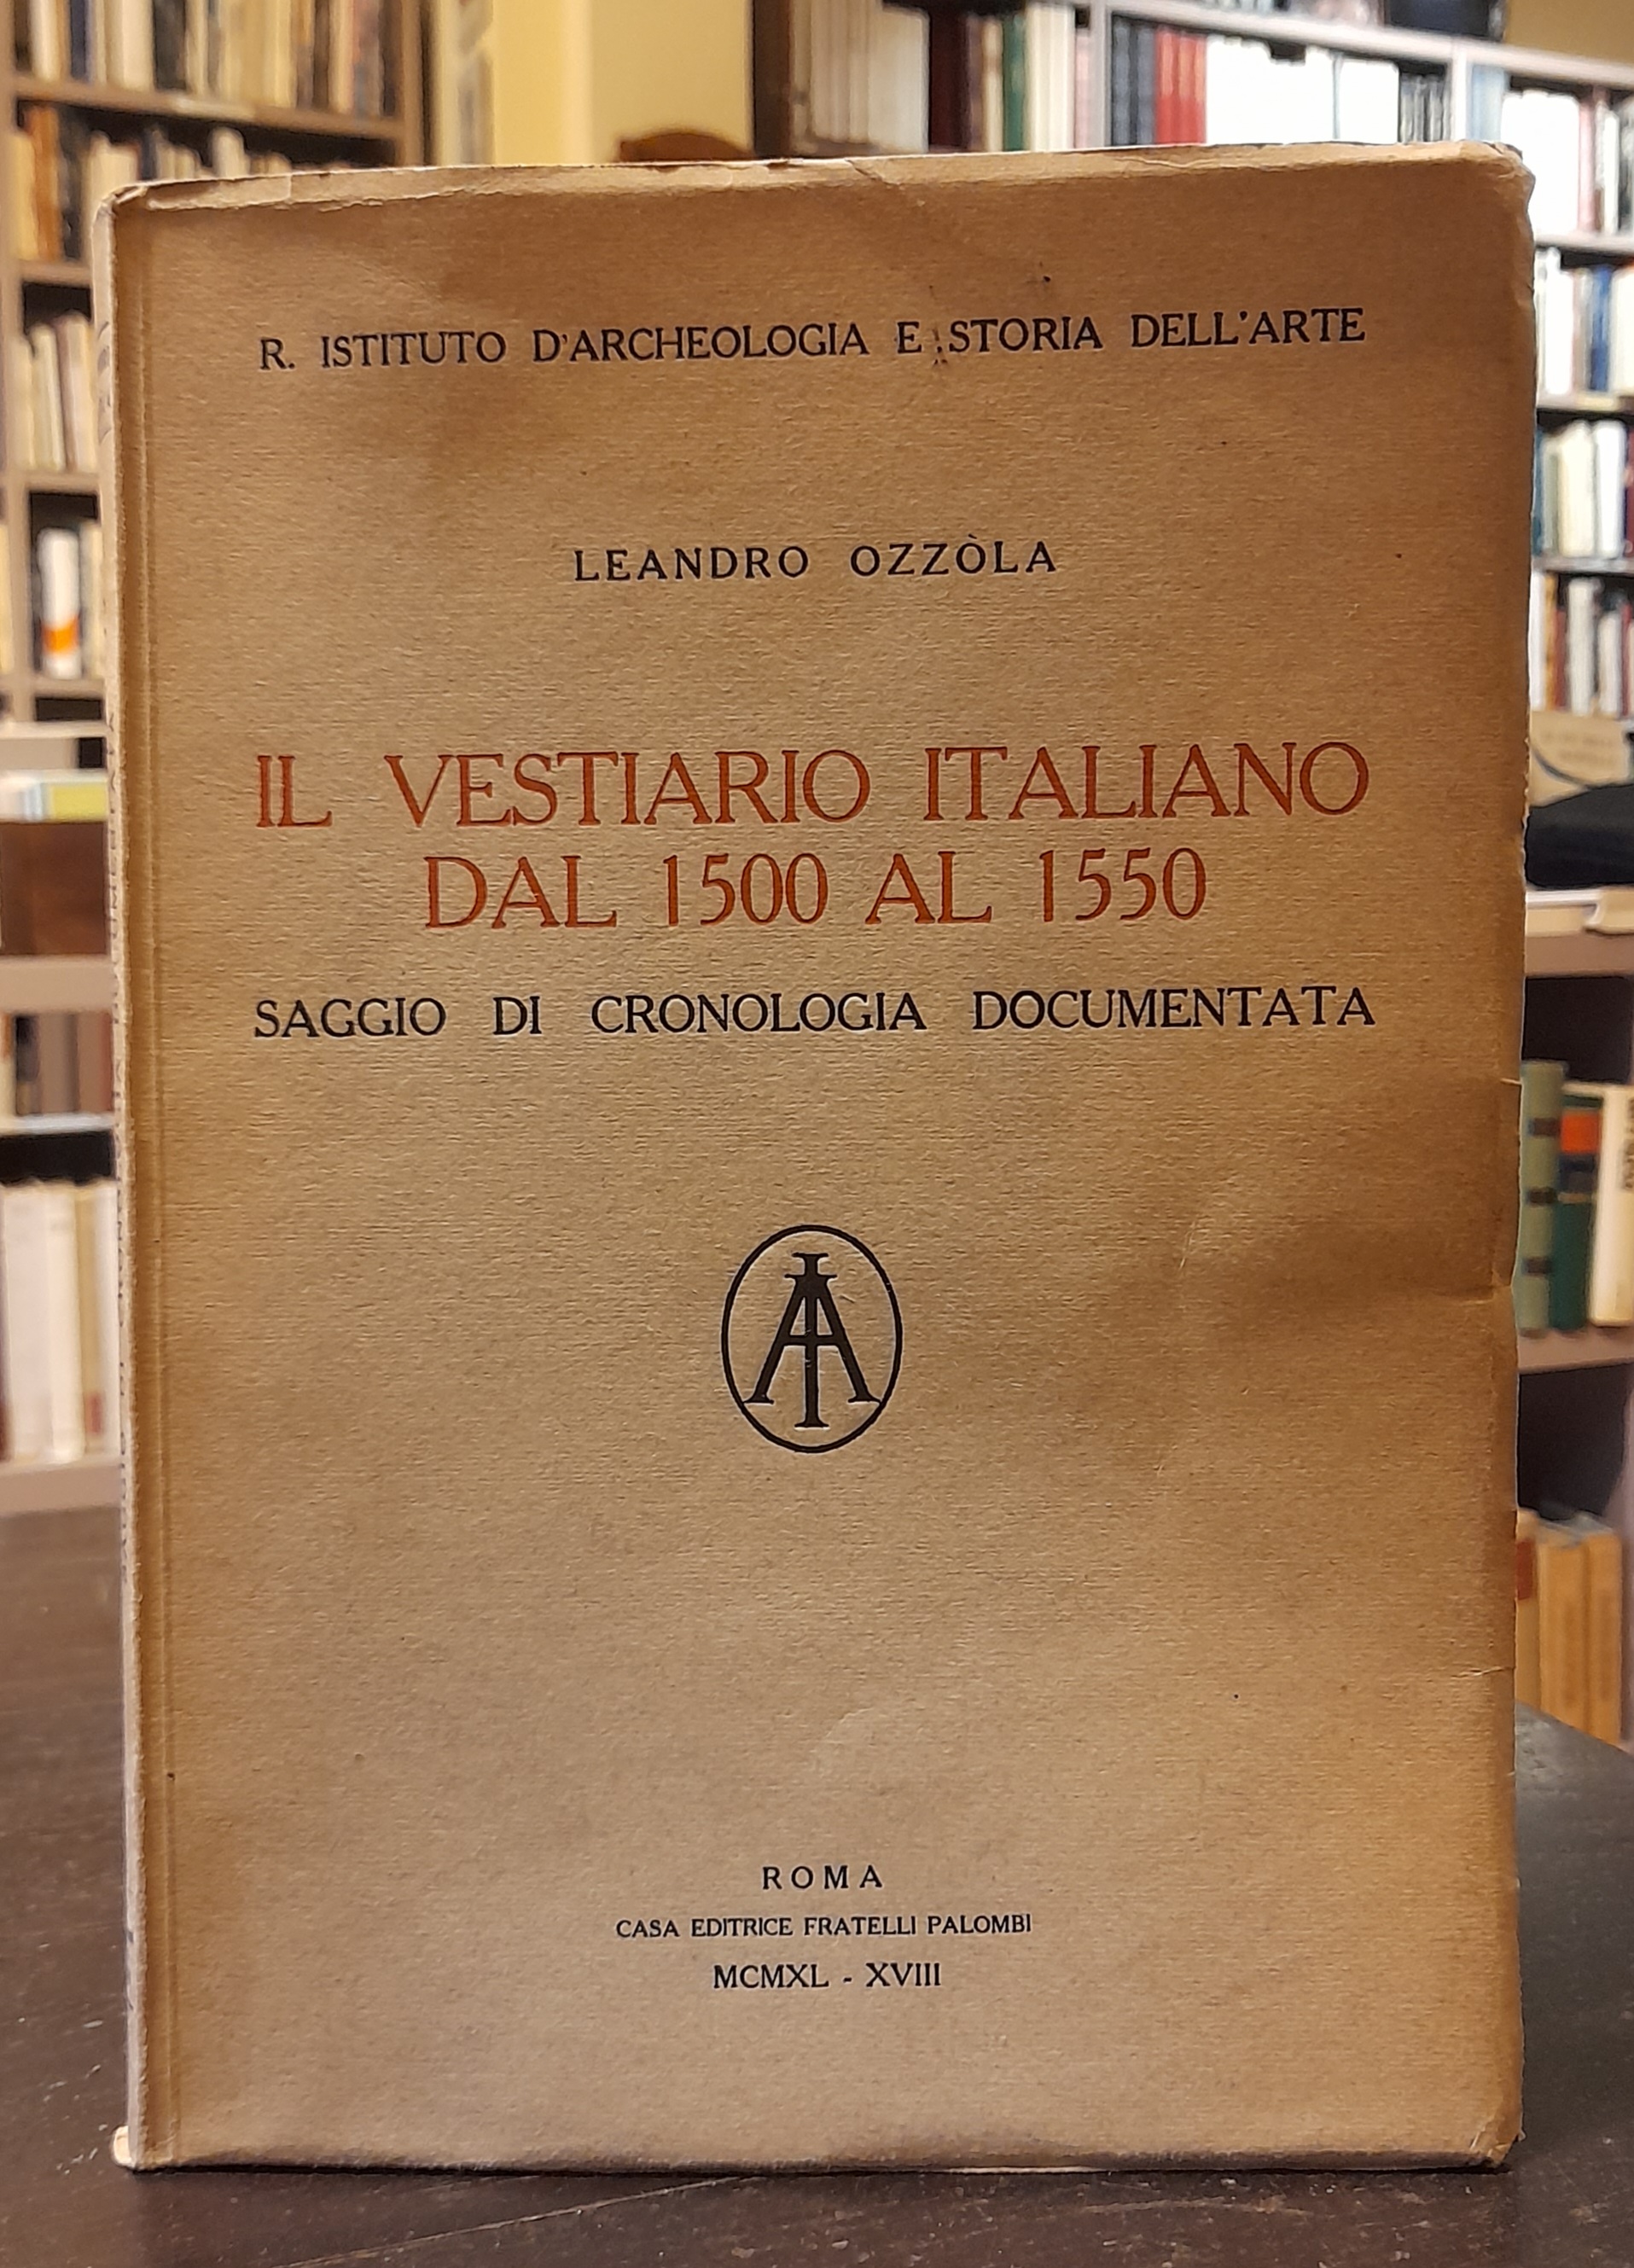 R. ISTITUTO D'ARCHEOLOGIA E STORIA DELL'ARTE
LEANDRO OZZÒLA
IL VESTIARIO ITALIANO
DAL 1500 AL 1550
SAGGIO DI CRONOLOGIA DOCUMENTATA
ROMA
CASA EDITRICE FRATELLI PALOMBI
MCMXL - XVIII